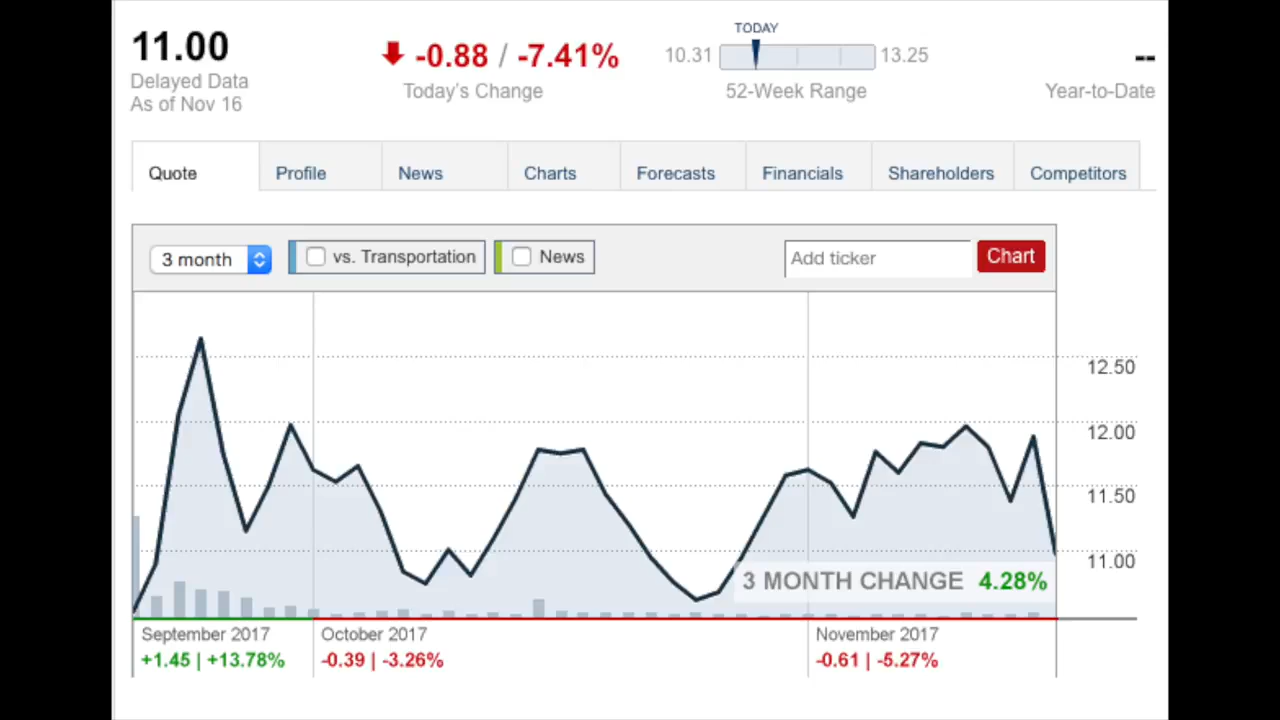 TODAY
11.00 -0.88 / -7.41% 10.31 13.25 --
Delayed Data Today's Change 52-Week Range Year-to-Date
As of Nov 16
Quote Profile News Charts Forecasts Financials Shareholders Competitors
3 month vs. Transportation News Add ticker Chart
12.50
12.00
11.50
11.00
3 MONTH CHANGE 4.28%
September 2017 October 2017 November 2017
+1.45 | +13.78% -0.39 | -3.26% -0.61 | -5.27%